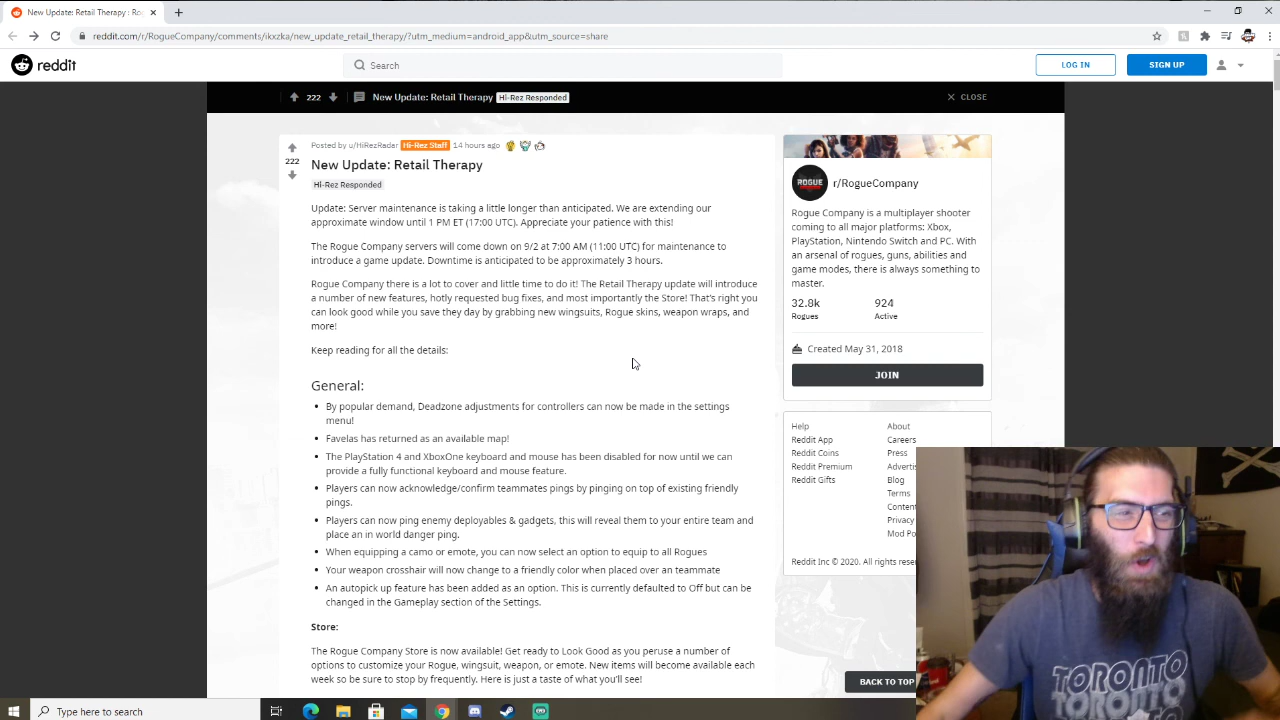 New Update: Retail Therapy : Ro
reddit.com/r/RogueCompany/comments/ikxzka/new_update_retail_therapy/?utm_medium=android_app&utm_source=share
reddit
Search
LOG IN
SIGN UP
222
New Update: Retail Therapy Hi-Rez Responded
CLOSE
222
Posted by u/HiRezRadar Hi-Rez Staff 14 hours ago
New Update: Retail Therapy
Hi-Rez Responded
Update: Server maintenance is taking a little longer than anticipated. We are extending our
approximate window until 1 PM ET (17:00 UTC). Appreciate your patience with this!
The Rogue Company servers will come down on 9/2 at 7:00 AM (11:00 UTC) for maintenance to
introduce a game update. Downtime is anticipated to be approximately 3 hours.
Rogue Company there is a lot to cover and little time to do it! The Retail Therapy update will introduce
a number of new features, hotly requested bug fixes, and most importantly the Store! That's right you
can look good while you save they day by grabbing new wingsuits, Rogue skins, weapon wraps, and
more!
Keep reading for all the details:
General:
• By popular demand, Deadzone adjustments for controllers can now be made in the settings
menu!
• Favelas has returned as an available map!
• The PlayStation 4 and XboxOne keyboard and mouse has been disabled for now until we can
provide a fully functional keyboard and mouse feature.
• Players can now acknowledge/confirm teammates pings by pinging on top of existing friendly
pings.
• Players can now ping enemy deployables & gadgets, this will reveal them to your entire team and
place an in world danger ping.
• When equipping a camo or emote, you can now select an option to equip to all Rogues
• Your weapon crosshair will now change to a friendly color when placed over an teammate
• An autopick up feature has been added as an option. This is currently defaulted to Off but can be
changed in the Gameplay section of the Settings.
Store:
The Rogue Company Store is now available! Get ready to Look Good as you peruse a number of
options to customize your Rogue, wingsuit, weapon, or emote. New items will become available each
week so be sure to stop by frequently. Here is just a taste of what you'll see!
ROGUE
r/RogueCompany
Rogue Company is a multiplayer shooter
coming to all major platforms: Xbox,
PlayStation, Nintendo Switch and PC. With
an arsenal of rogues, guns, abilities and
game modes, there is always something to
master.
32.8k 924
Rogues Active
Created May 31, 2018
JOIN
Help About
Reddit App Careers
Reddit Coins Press
Reddit Premium Adverti
Reddit Gifts Blog
Terms
Conten
Privacy
Mod Po
Reddit Inc © 2020. All rights rese
BACK TO TOP
TORONTO
TORONTO
Type here to search